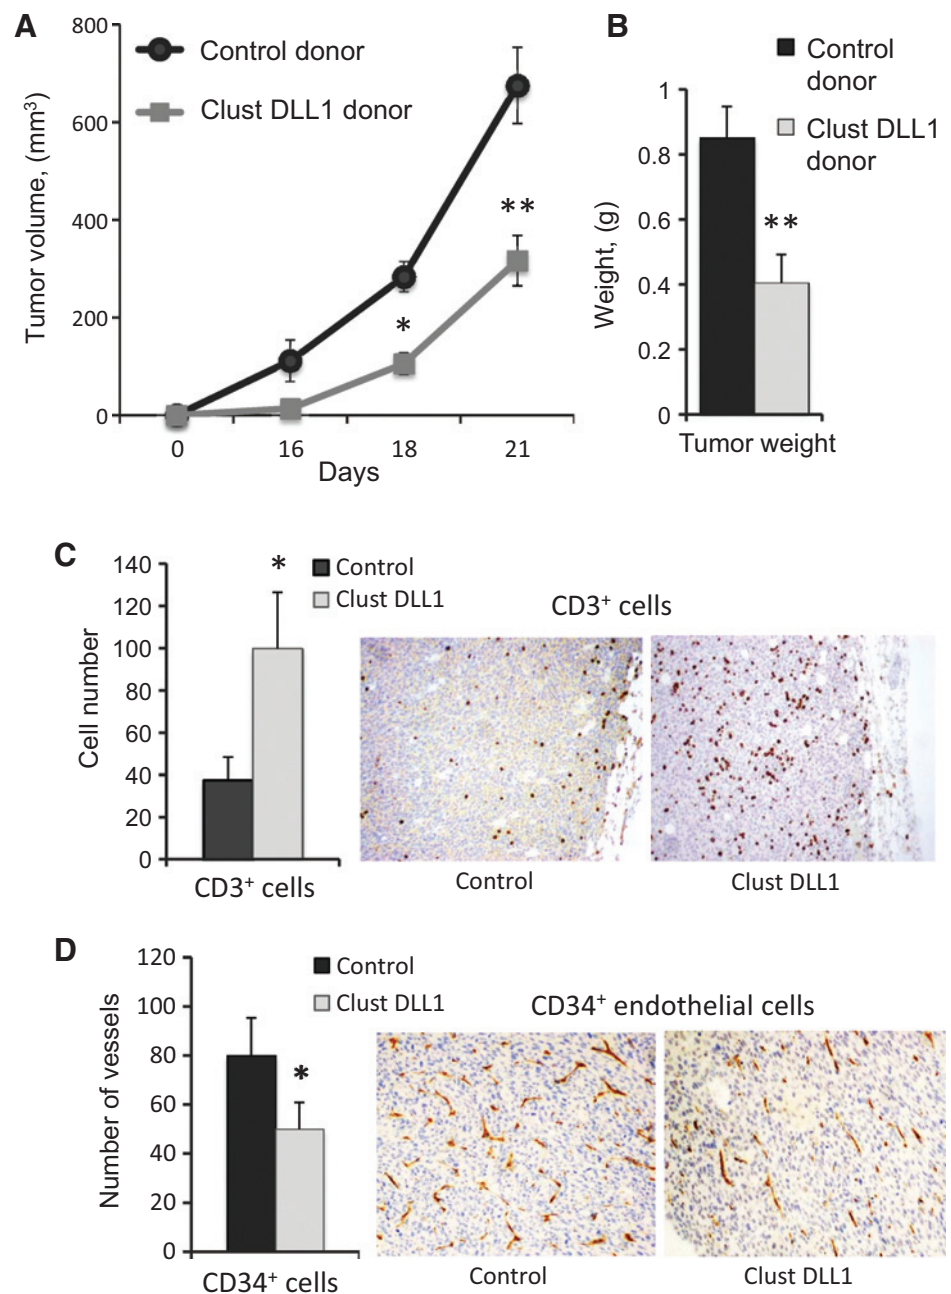 A
Tumor volume, (mm³)
800
600
400
200
0
Control donor
Clust DLL1 donor
*
**
0 16 18 21
Days
B
Control
donor
Clust DLL1
donor
Weight, (g)
1
0.8
0.6
0.4
0.2
0
**
Tumor weight
C
Cell number
140
120
100
80
60
40
20
0
*
Control
Clust DLL1
CD3⁺ cells
CD3⁺ cells
Control
Clust DLL1
D
Number of vessels
120
100
80
60
40
20
0
*
Control
Clust DLL1
CD34⁺ cells
CD34⁺ endothelial cells
Control
Clust DLL1